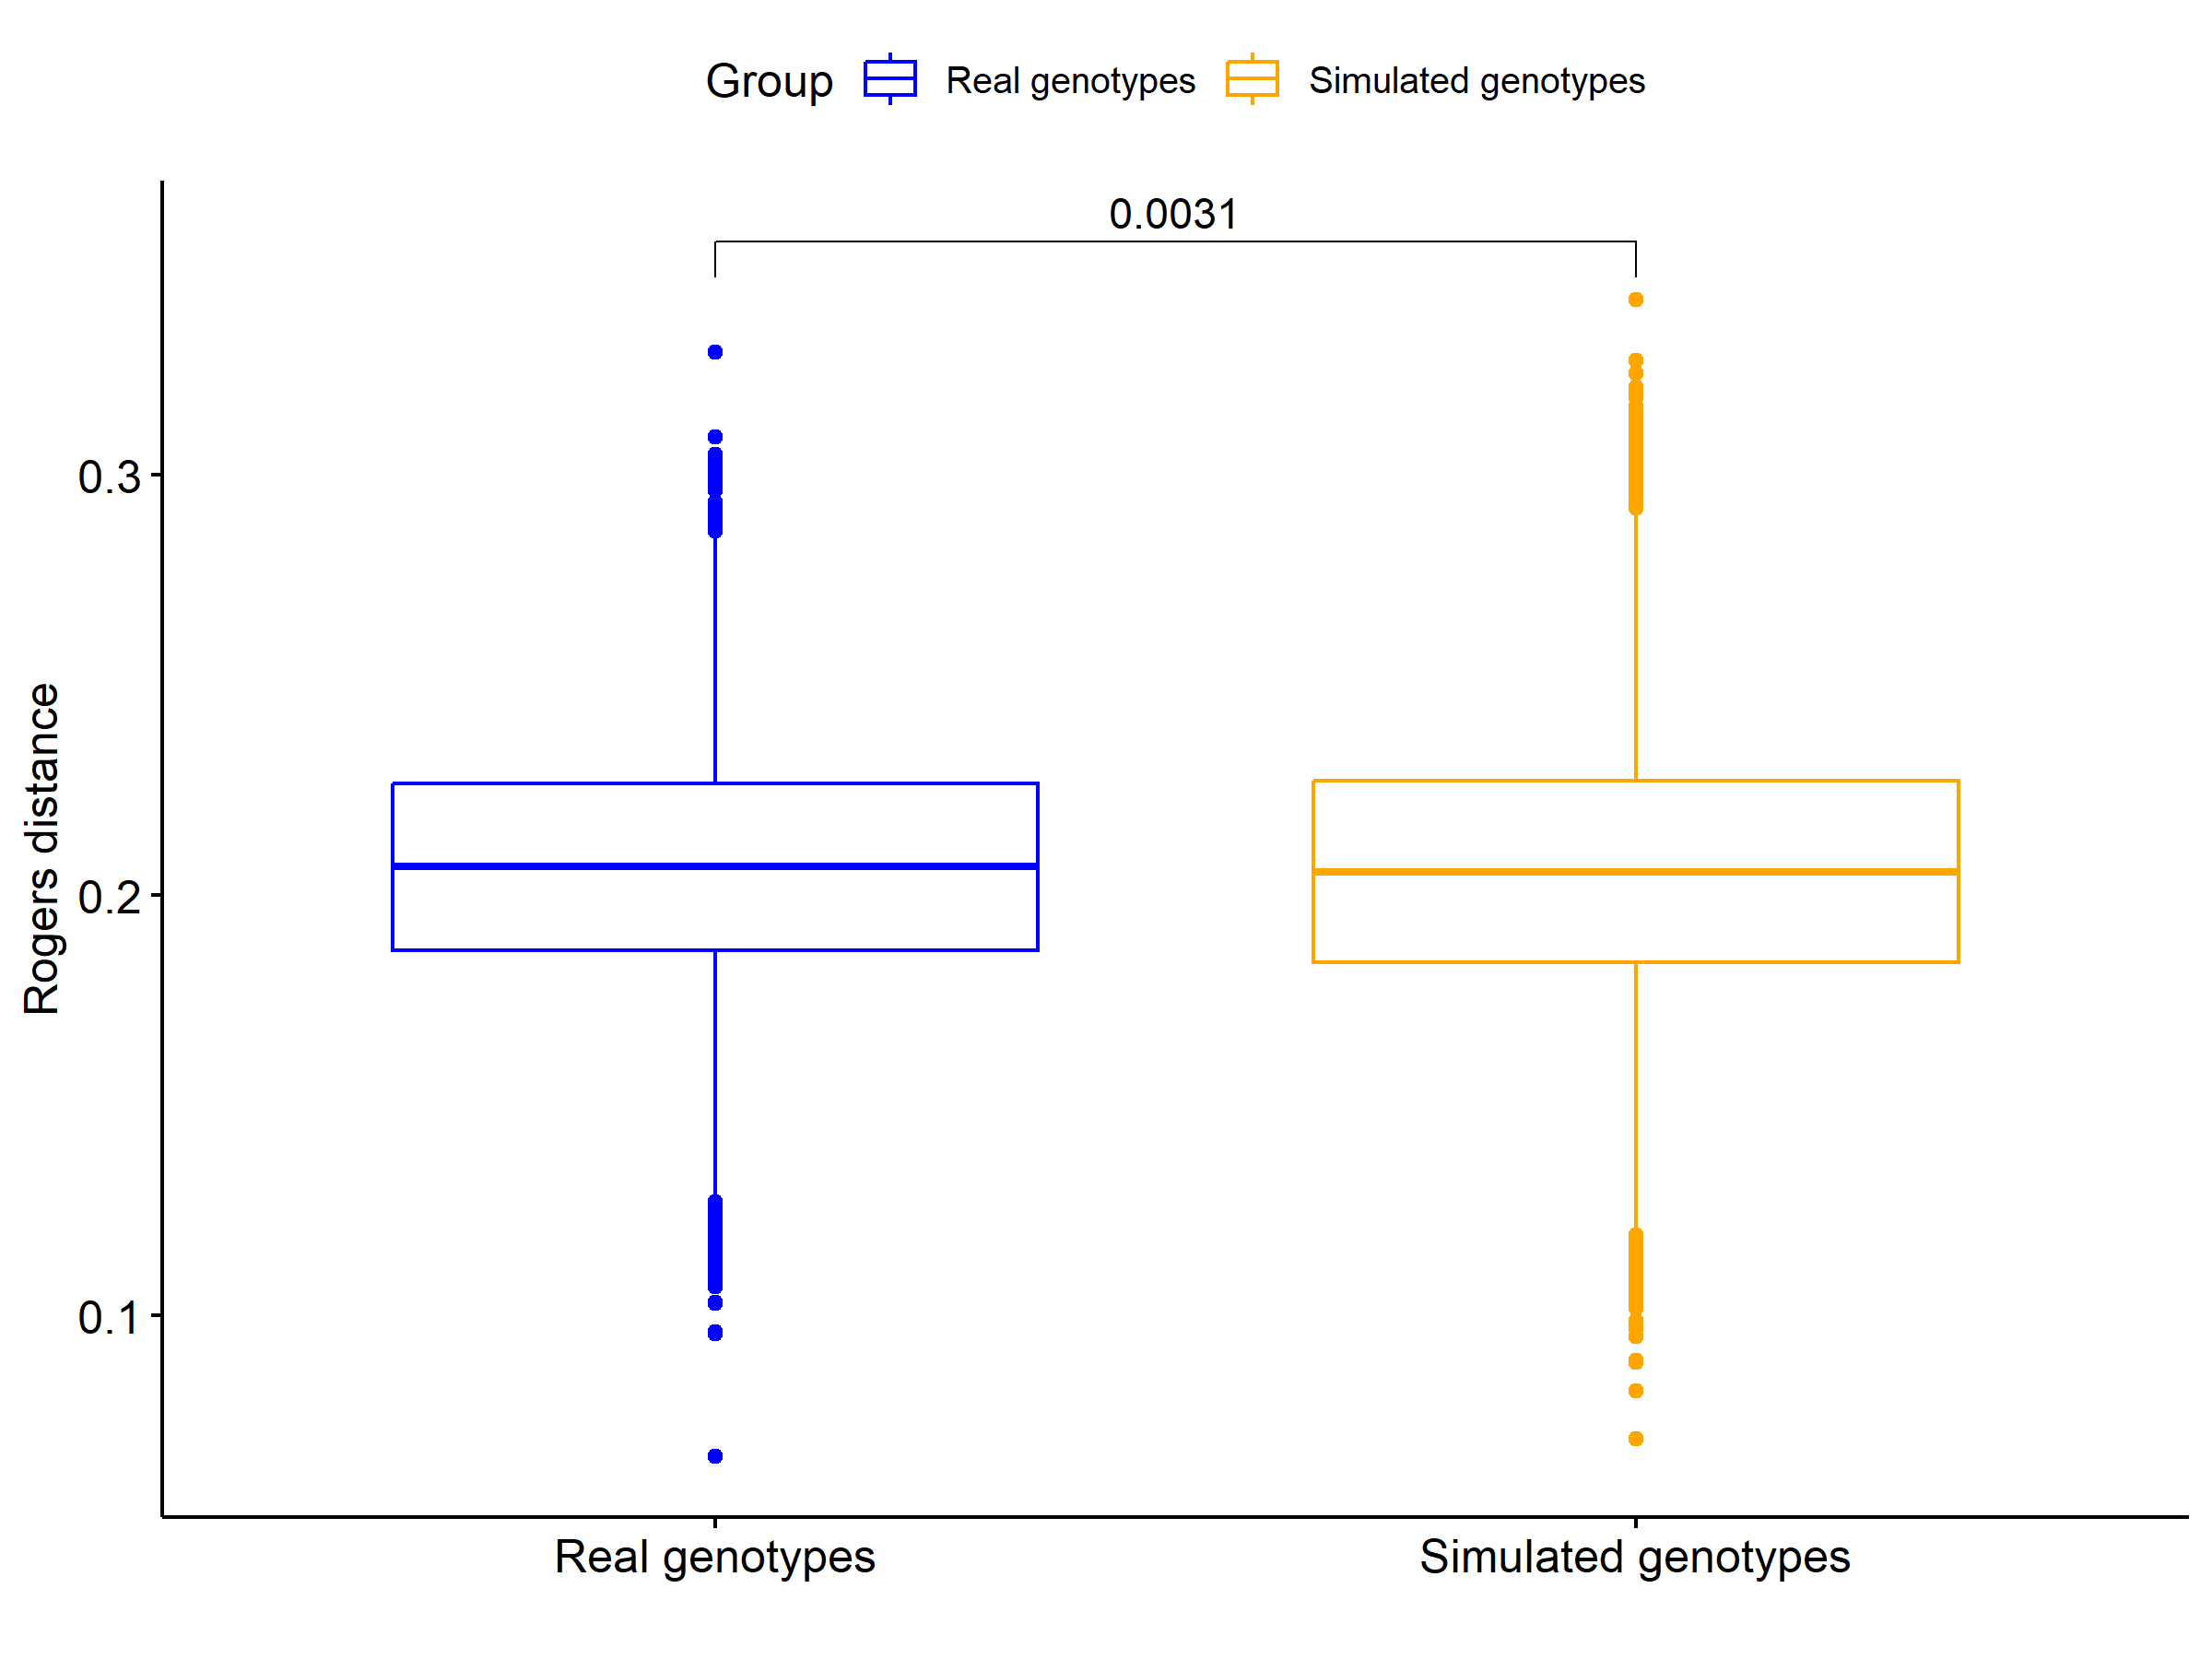 Group Real genotypes Simulated genotypes
0.0031
0.3
0.2
0.1
Rogers distance
Real genotypes Simulated genotypes